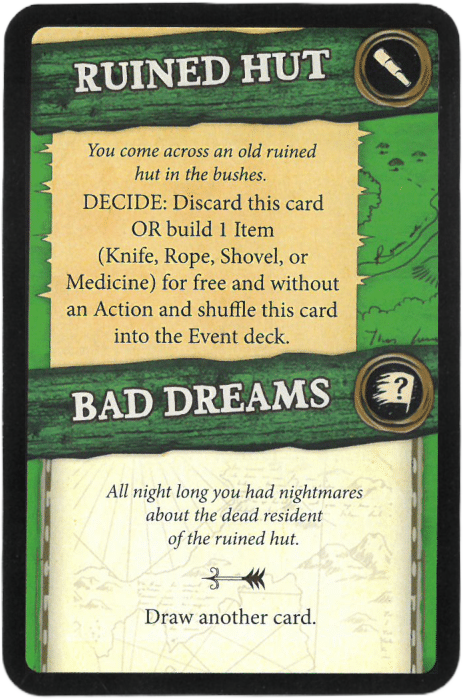 RUINED HUT
You come across an old ruined
hut in the bushes.
DECIDE: Discard this card
OR build 1 Item
(Knife, Rope, Shovel, or
Medicine) for free and without
an Action and shuffle this card
into the Event deck.
BAD DREAMS
?
All night long you had nightmares
about the dead resident
of the ruined hut.
Draw another card.